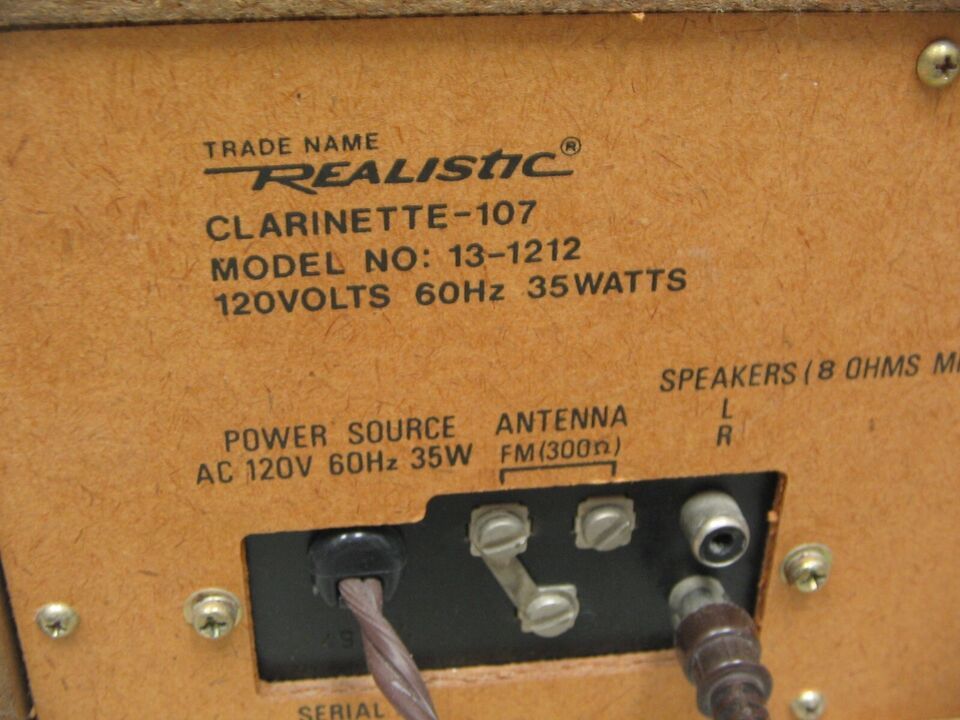 TRADE NAME
REALISTIC®
CLARINETTE-107
MODEL NO: 13-1212
120VOLTS 60Hz 35WATTS
SPEAKERS (8 OHMS
L
R
POWER SOURCE
AC 120V 60Hz 35W
ANTENNA
FM (300Ω)
SERIAL